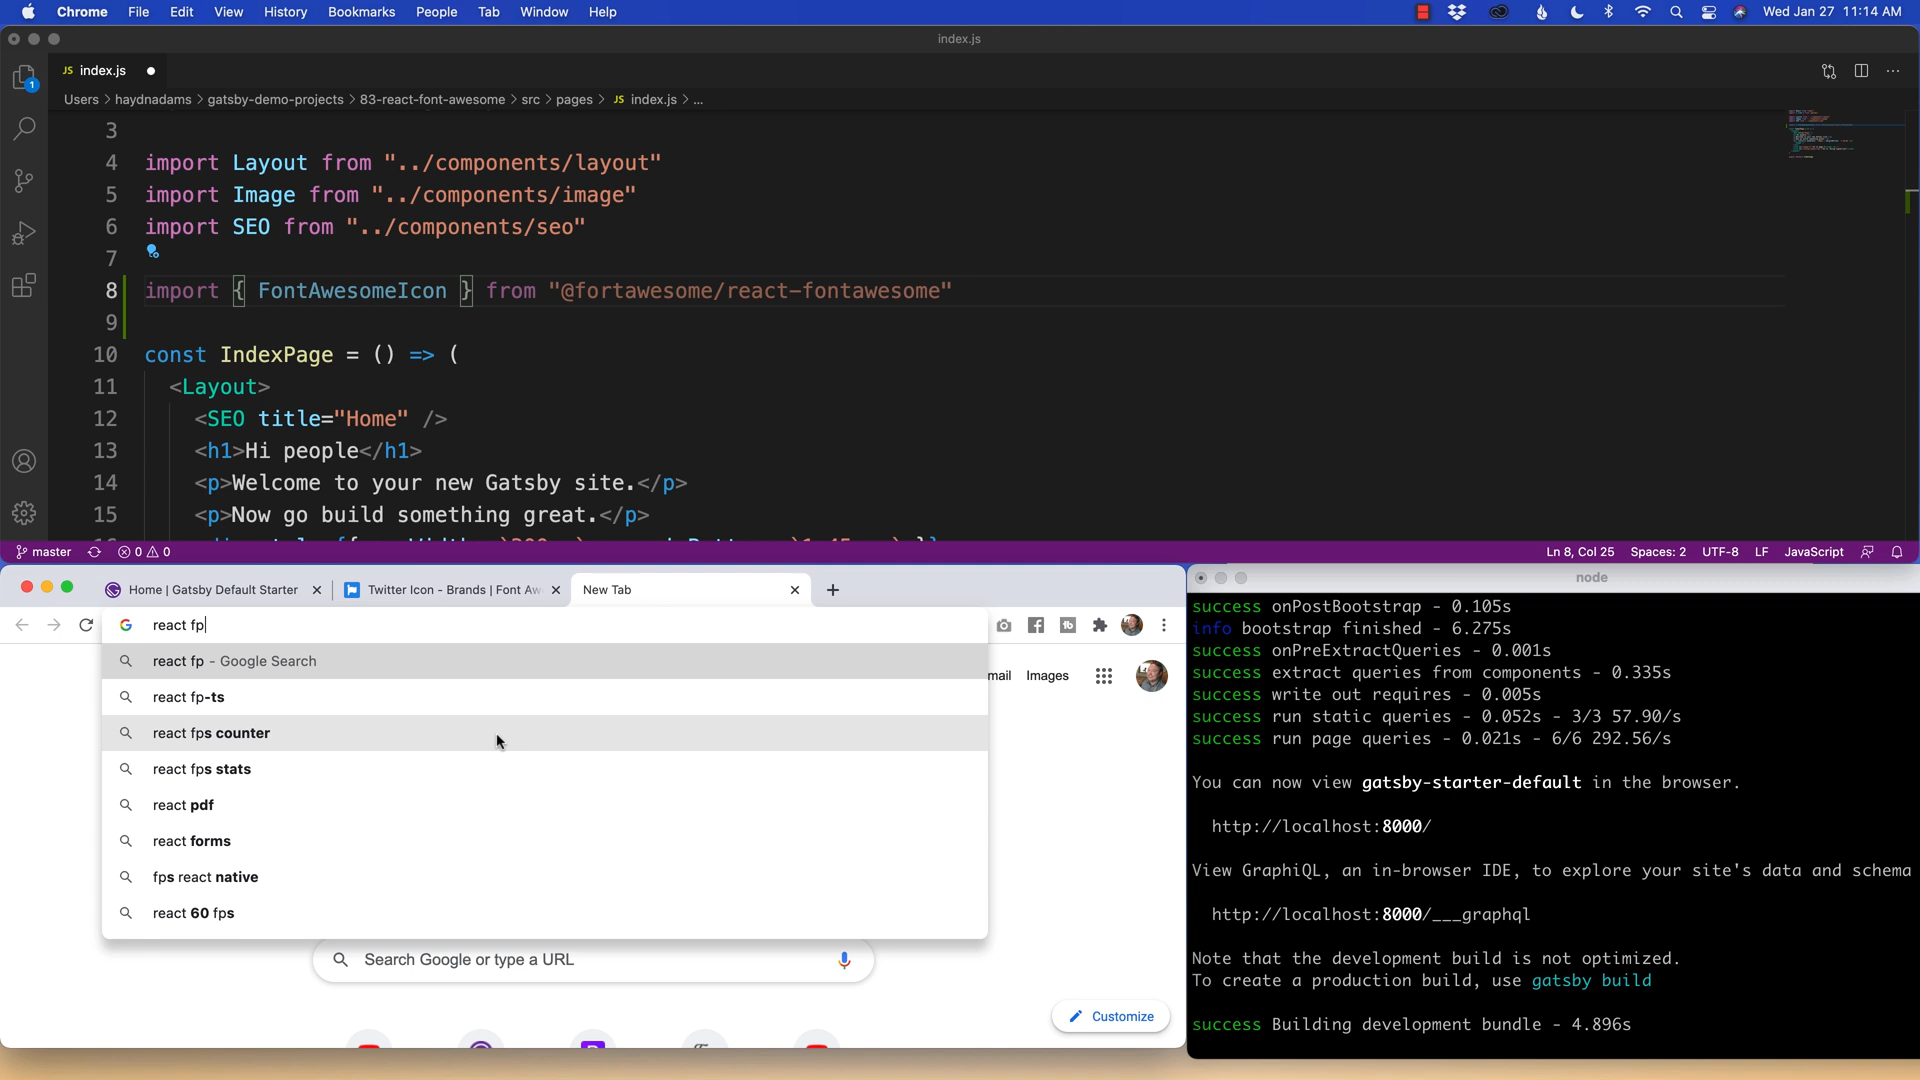 Chrome File Edit View History Bookmarks People Tab Window Help Wed Jan 27 11:14 AM
index.js
JS index.js
Users > haydnadams > gatsby-demo-projects > 83-react-font-awesome > src > pages > JS index.js > ...
3
4 import Layout from "../components/layout"
5 import Image from "../components/image"
6 import SEO from "../components/seo"
7
8 import { FontAwesomeIcon } from "@fortawesome/react-fontawesome"
9
10 const IndexPage = () => (
11 <Layout>
12 <SEO title="Home" />
13 <h1>Hi people</h1>
14 <p>Welcome to your new Gatsby site.</p>
15 <p>Now go build something great.</p>
master 0 0 Ln 8, Col 25 Spaces: 2 UTF-8 LF JavaScript
Home | Gatsby Default Starter Twitter Icon - Brands | Font Aw New Tab
react fp
react fp - Google Search
mail Images
react fp-ts
react fps counter
react fps stats
react pdf
react forms
fps react native
react 60 fps
Search Google or type a URL
Customize
node
success onPostBootstrap - 0.105s
info bootstrap finished - 6.275s
success onPreExtractQueries - 0.001s
success extract queries from components - 0.335s
success write out requires - 0.005s
success run static queries - 0.052s - 3/3 57.90/s
success run page queries - 0.021s - 6/6 292.56/s
You can now view gatsby-starter-default in the browser.
http://localhost:8000/
View GraphiQL, an in-browser IDE, to explore your site's data and schema
http://localhost:8000/___graphql
Note that the development build is not optimized.
To create a production build, use gatsby build
success Building development bundle - 4.896s